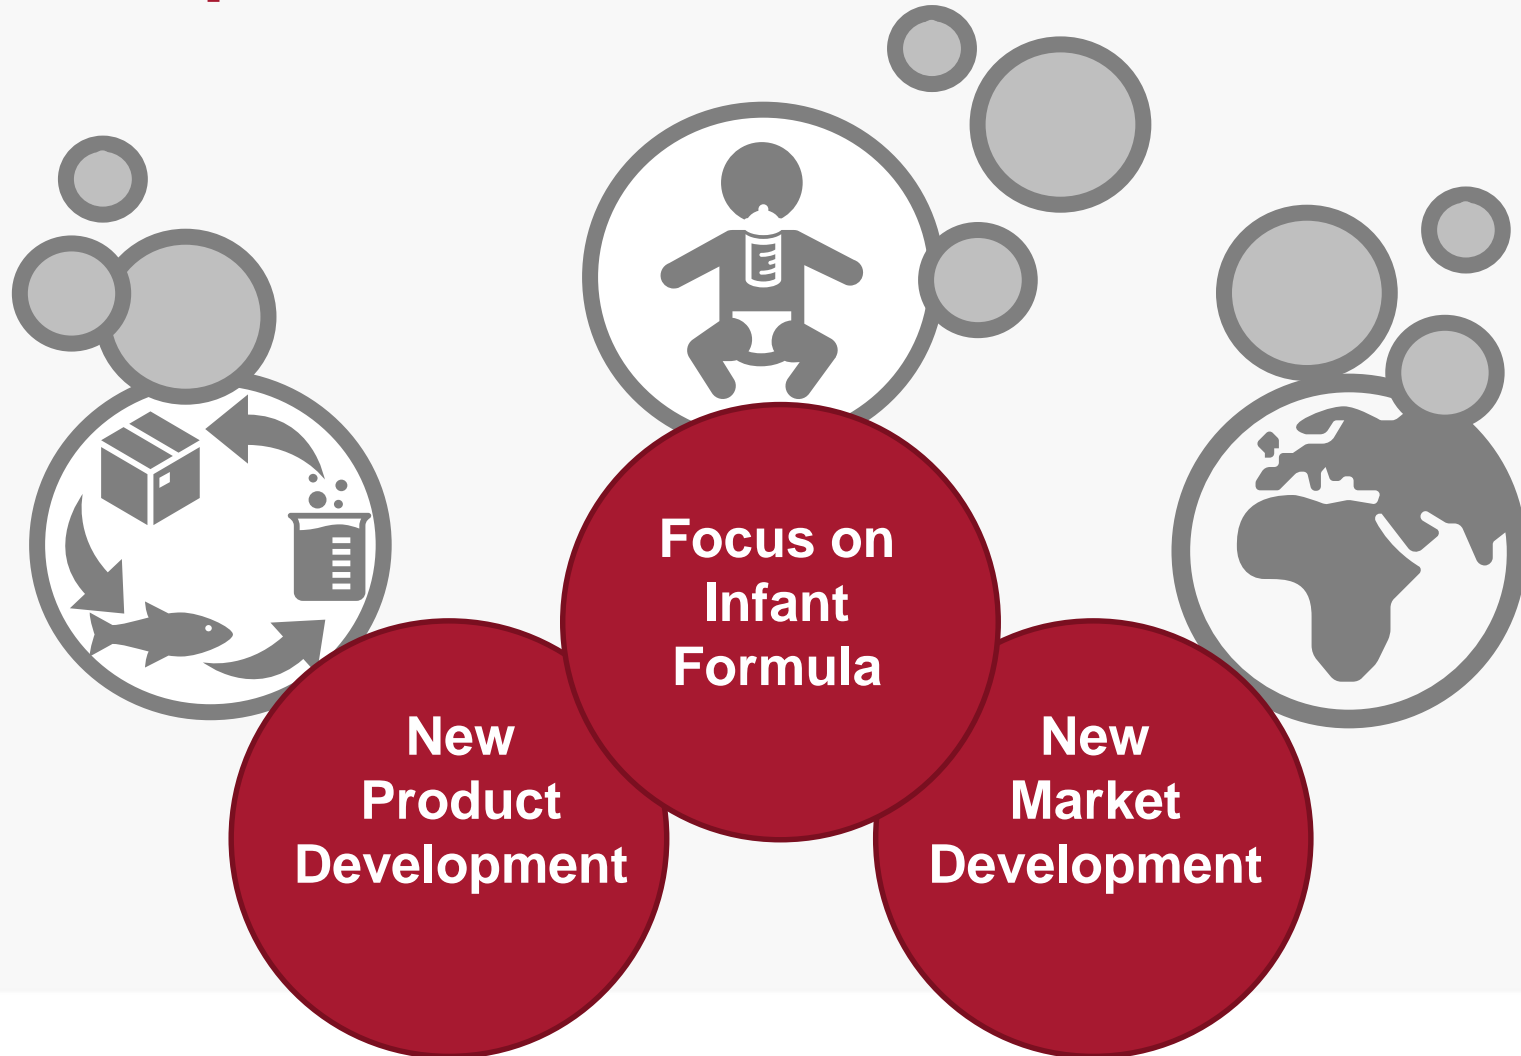 New
Product
Development
Focus on
Infant
Formula
New
Market
Development